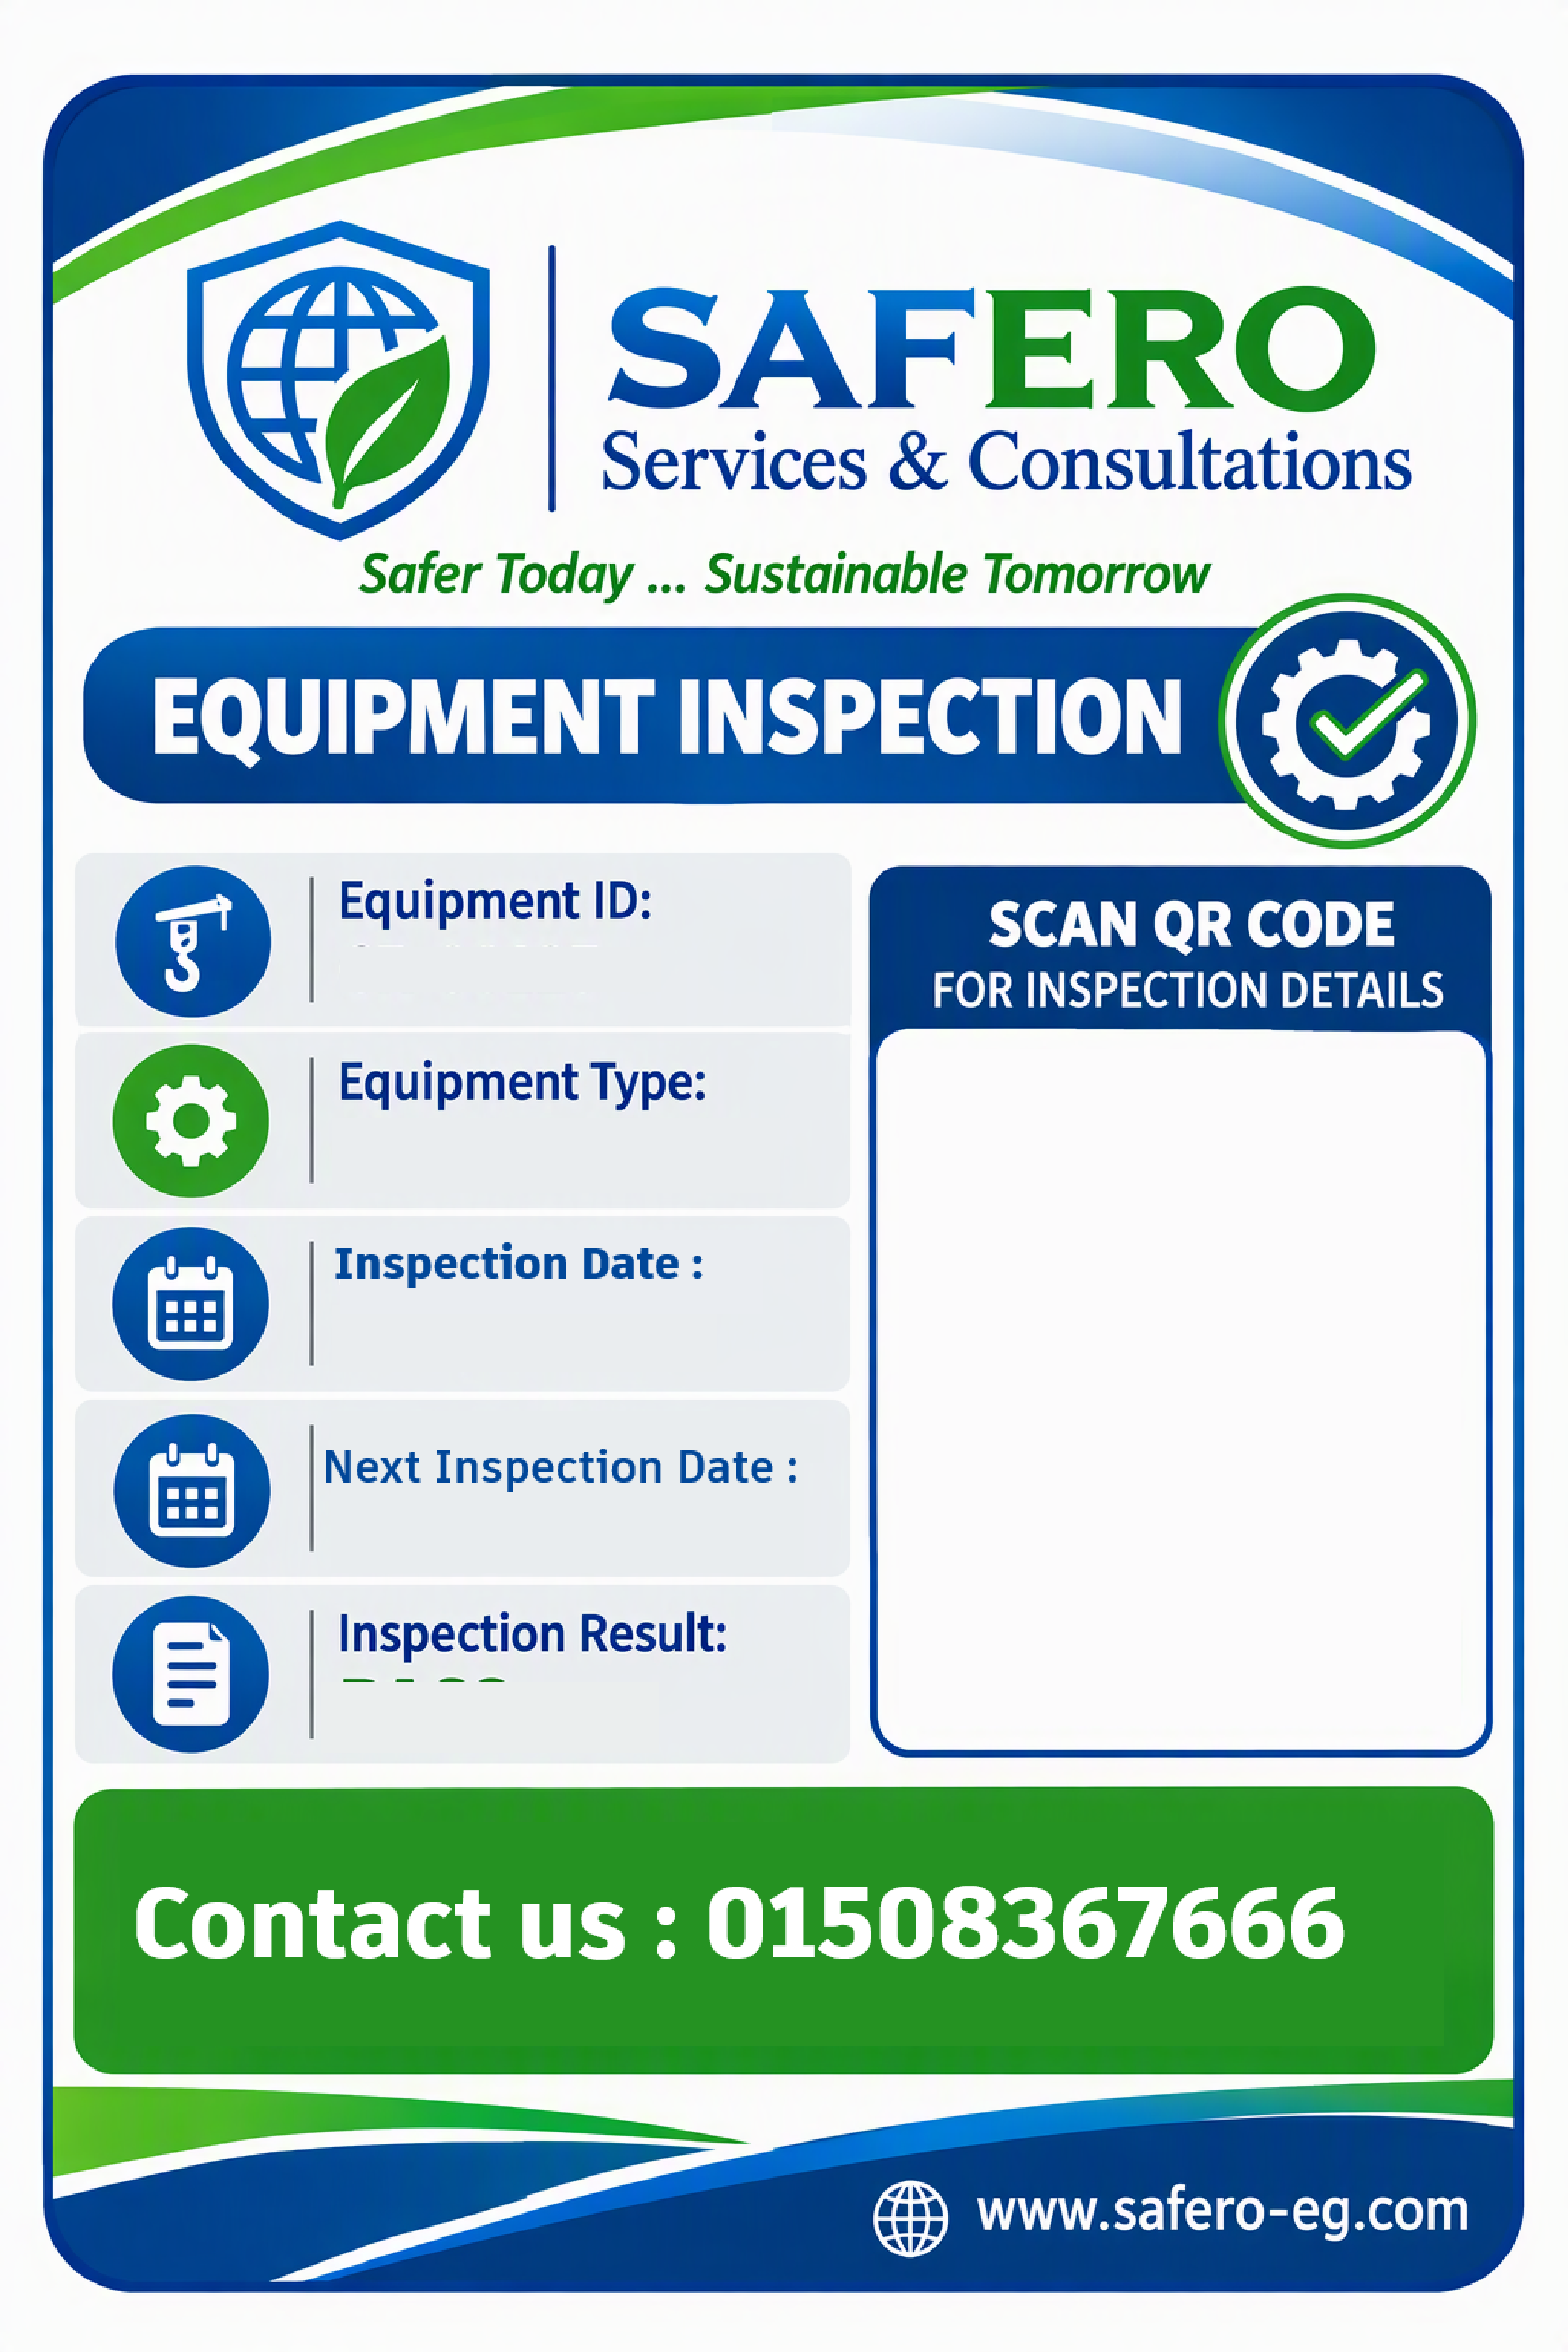 SAFERO
Services & Consultations
Safer Today ... Sustainable Tomorrow
EQUIPMENT INSPECTION
Equipment ID:
Equipment Type:
Inspection Date :
Next Inspection Date :
Inspection Result:
SCAN QR CODE
FOR INSPECTION DETAILS
Contact us : 01508367666
www.safero-eg.com